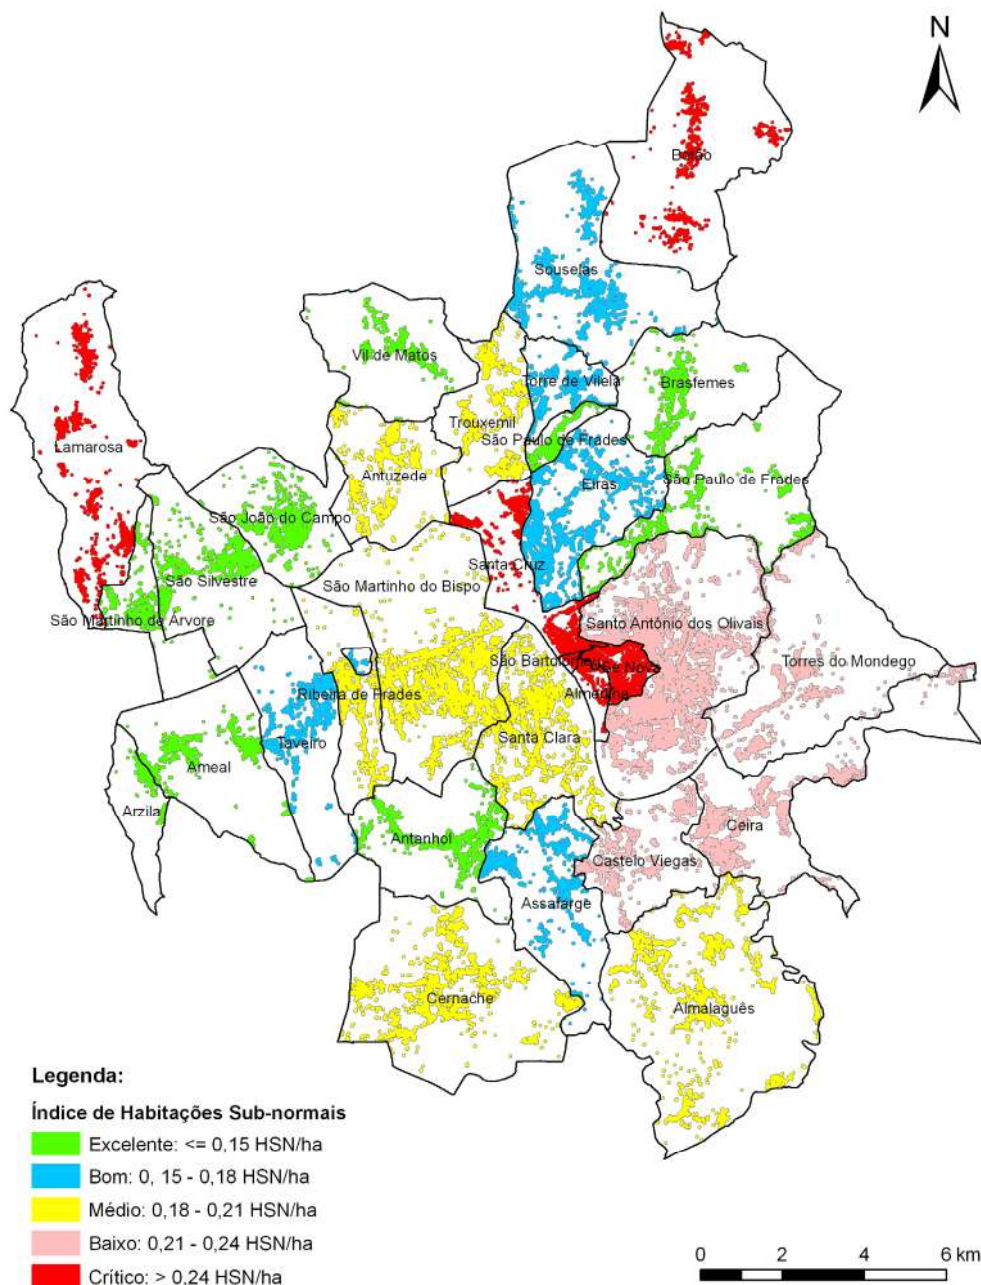 N
Botão
Souselas
Vil de Matos
Torre de Vilela
Brasfemes
Trouxemil
São Paulo de Frades
Lamarosa
Antuzede
Eiras
São Paulo de Frades
São João do Campo
Santa Cruz
São Silvestre
São Martinho do Bispo
São Martinho de Árvore
Santo António dos Olivais
São Bartolomeu
Sé Nova
Torres do Mondego
Ribeira de Frades
Almedina
Taveiro
Santa Clara
Ameal
Arzila
Antanhol
Ceira
Castelo Viegas
Assafarge
Cernache
Almalaguês
Legenda:
Índice de Habitações Sub-normais
Excelente: <= 0,15 HSN/ha
Bom: 0, 15 - 0,18 HSN/ha
Médio: 0,18 - 0,21 HSN/ha
Baixo: 0,21 - 0,24 HSN/ha
Crítico: > 0,24 HSN/ha
0 2 4 6 km